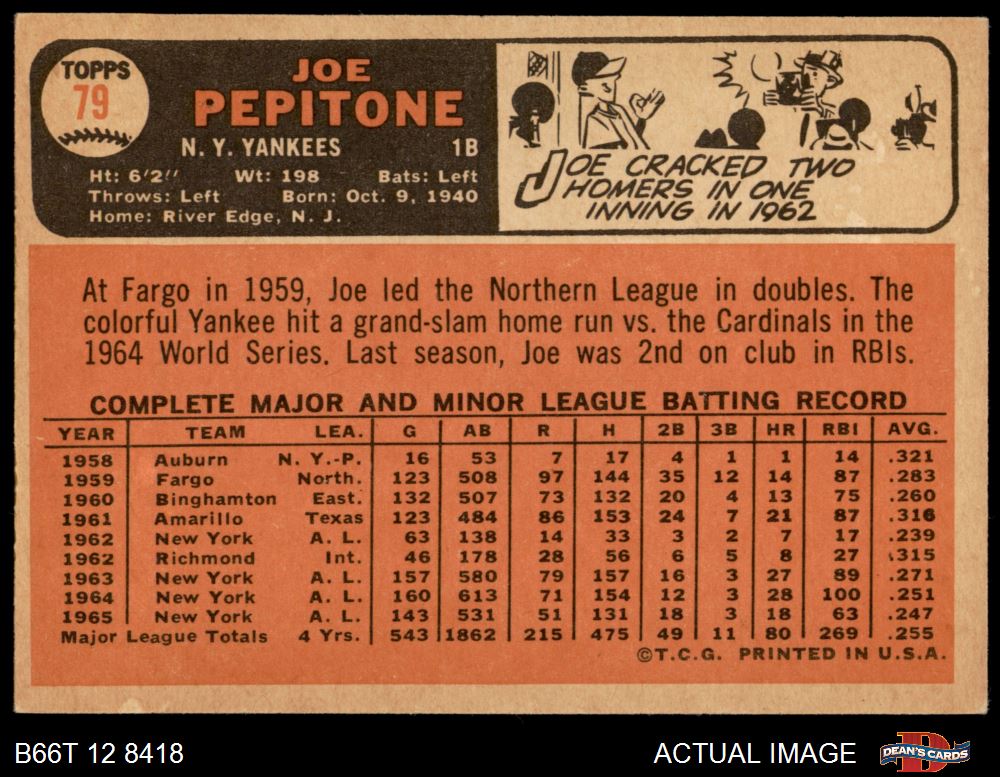 TOPPS
79
JOE
PEPITONE
N. Y. YANKEES 1B
Ht: 6'2" Wt: 198 Bats: Left
Throws: Left Born: Oct. 9, 1940
Home: River Edge, N. J.
JOE CRACKED TWO
HOMERS IN ONE
INNING IN 1962
At Fargo in 1959, Joe led the Northern League in doubles. The
colorful Yankee hit a grand-slam home run vs. the Cardinals in the
1964 World Series. Last season, Joe was 2nd on club in RBIs.
COMPLETE MAJOR AND MINOR LEAGUE BATTING RECORD
YEAR TEAM LEA. G AB R H 2B 3B HR RBI AVG.
1958 Auburn N. Y.-P. 16 53 7 17 4 1 1 14 .321
1959 Fargo North. 123 508 97 144 35 12 14 87 .283
1960 Binghamton East. 132 507 73 132 20 4 13 75 .260
1961 Amarillo Texas 123 484 86 153 24 7 21 87 .316
1962 New York A. L. 63 138 14 33 3 2 7 17 .239
1962 Richmond Int. 46 178 28 56 6 5 8 27 .315
1963 New York A. L. 157 580 79 157 16 3 27 89 .271
1964 New York A. L. 160 613 71 154 12 3 28 100 .251
1965 New York A. L. 143 531 51 131 18 3 18 63 .247
Major League Totals 4 Yrs. 543 1862 215 475 49 11 80 269 .255
©T.C.G. PRINTED IN U.S.A.
B66T 12 8418 ACTUAL IMAGE DEAN'S CARDS